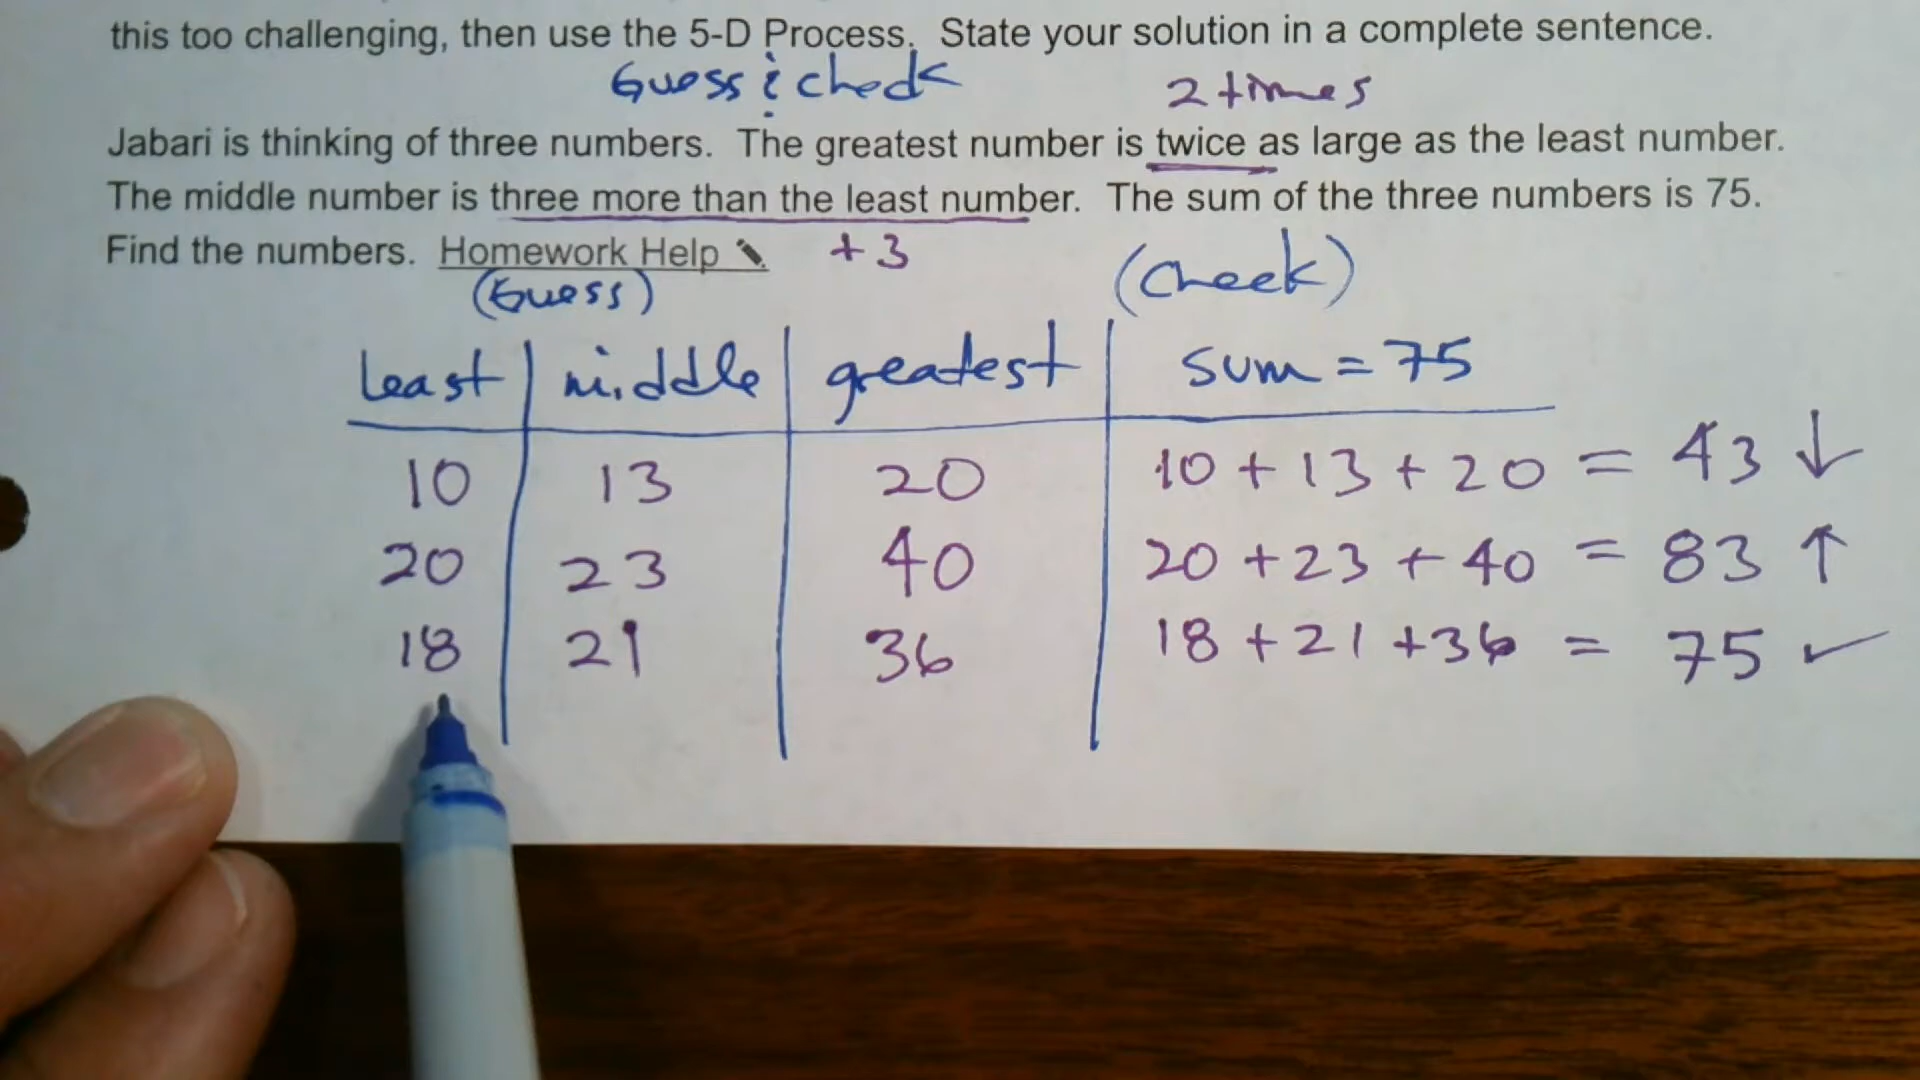 this too challenging, then use the 5-D Process. State your solution in a complete sentence.
Guess & check 2 times
Jabari is thinking of three numbers. The greatest number is twice as large as the least number.
The middle number is three more than the least number. The sum of the three numbers is 75.
Find the numbers. Homework Help ✎ +3
(Guess) (Check)
least middle greatest sum = 75
10 13 20 10 + 13 + 20 = 43 ↓
20 23 40 20 + 23 + 40 = 83 ↑
18 21 36 18 + 21 + 36 = 75 ✓